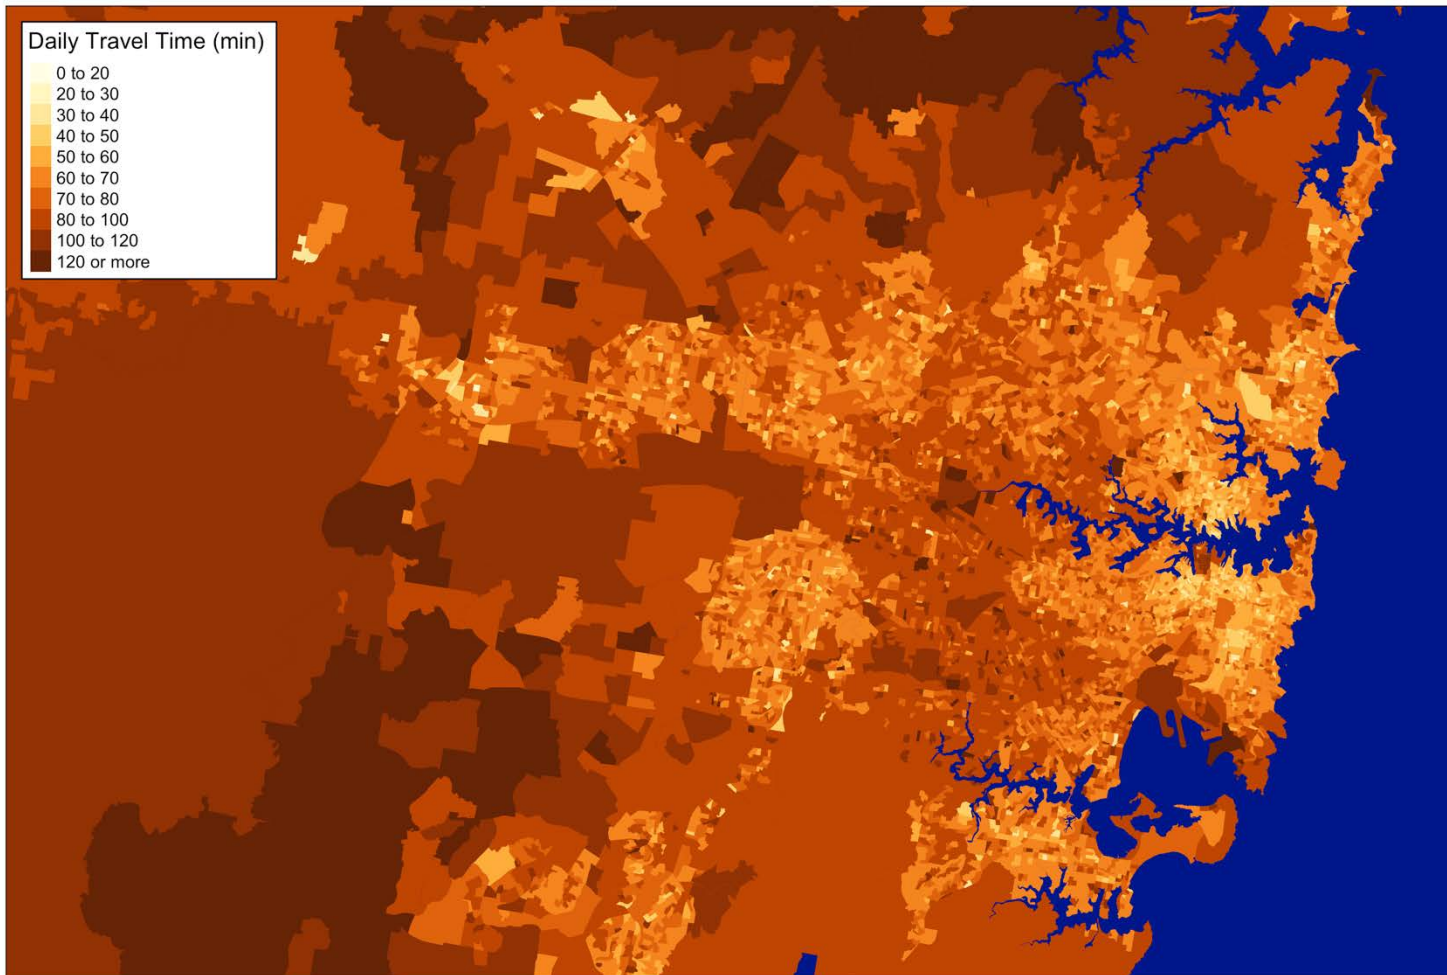 Daily Travel Time (min)
0 to 20
20 to 30
30 to 40
40 to 50
50 to 60
60 to 70
70 to 80
80 to 100
100 to 120
120 or more